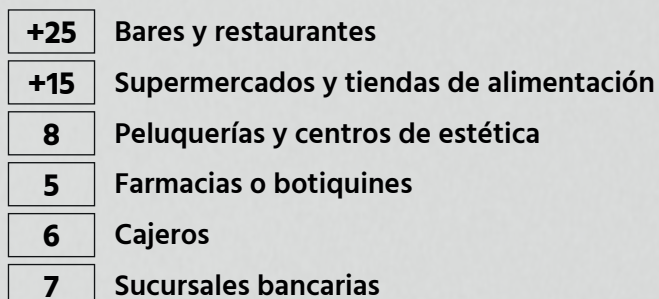 +25 Bares y restaurantes
+15 Supermercados y tiendas de alimentación
8 Peluquerías y centros de estética
5 Farmacias o botiquines
6 Cajeros
7 Sucursales bancarias